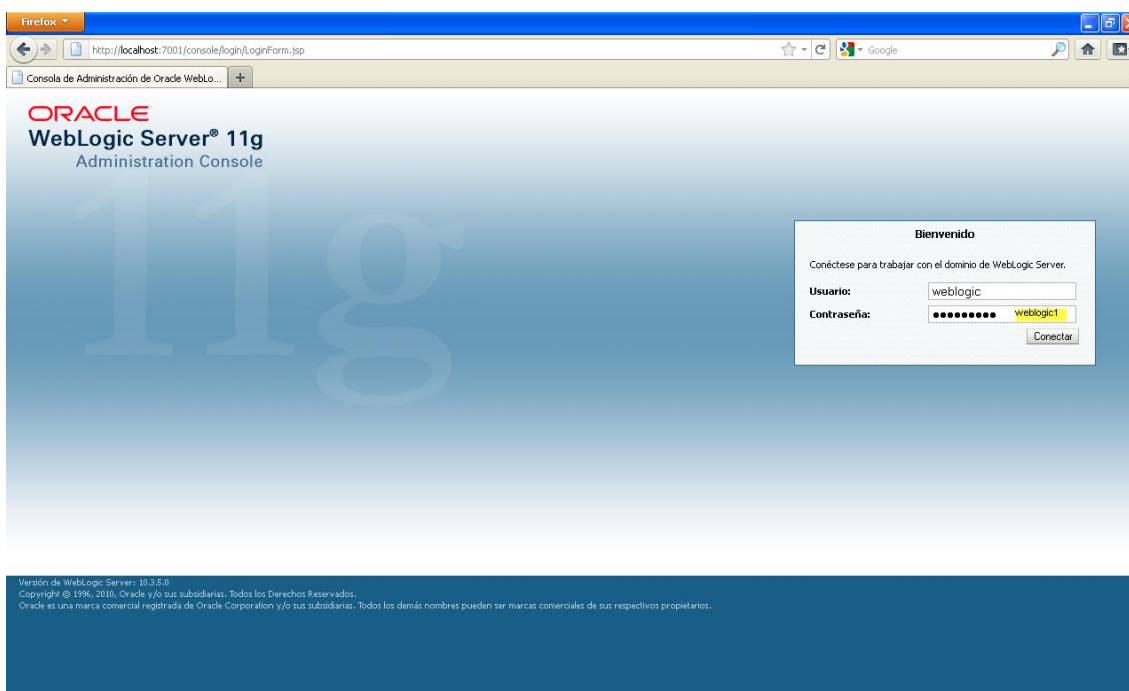 Firefox
http://localhost:7001/console/login/LoginForm.jsp
Google
Consola de Administración de Oracle WebLo...
ORACLE
WebLogic Server® 11g
Administration Console
11g
Bienvenido
Conéctese para trabajar con el dominio de WebLogic Server.
Usuario: weblogic
Contraseña: ●●●●●●●●● weblogic1
Conectar
Versión de WebLogic Server: 10.3.5.0
Copyright © 1996, 2010, Oracle y/o sus subsidiarias. Todos los Derechos Reservados.
Oracle es una marca comercial registrada de Oracle Corporation y/o sus subsidiarias. Todos los demás nombres pueden ser marcas comerciales de sus respectivos propietarios.